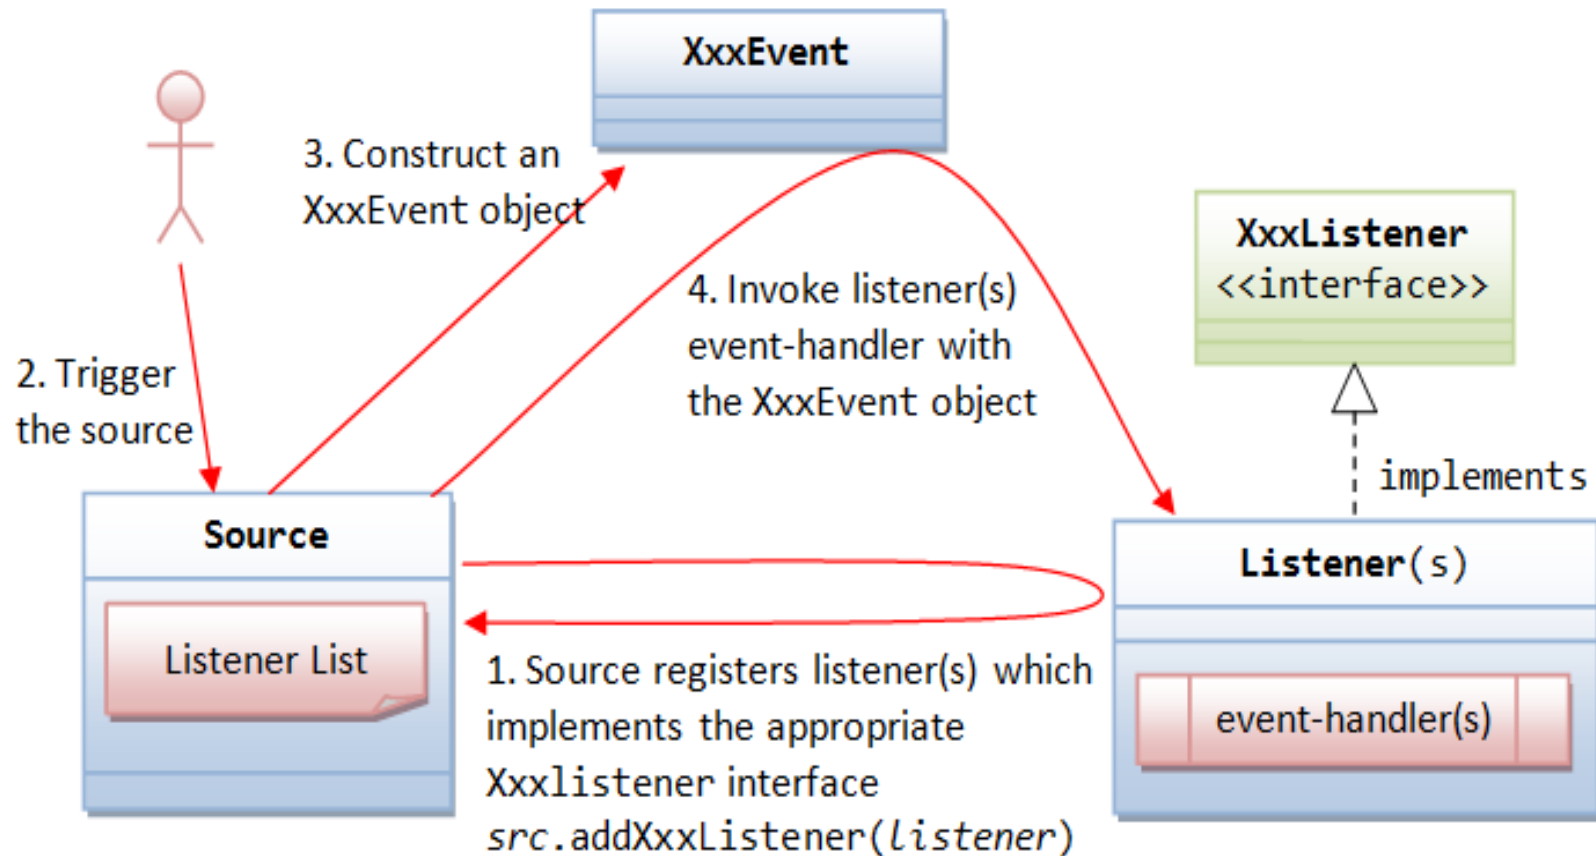 XxxEvent
3. Construct an
XxxEvent object
XxxListener
<<interface>>
4. Invoke listener(s)
event-handler with
the XxxEvent object
2. Trigger
the source
implements
Source
Listener(s)
Listener List
1. Source registers listener(s) which
implements the appropriate
Xxxlistener interface
src.addXxxListener(listener)
event-handler(s)